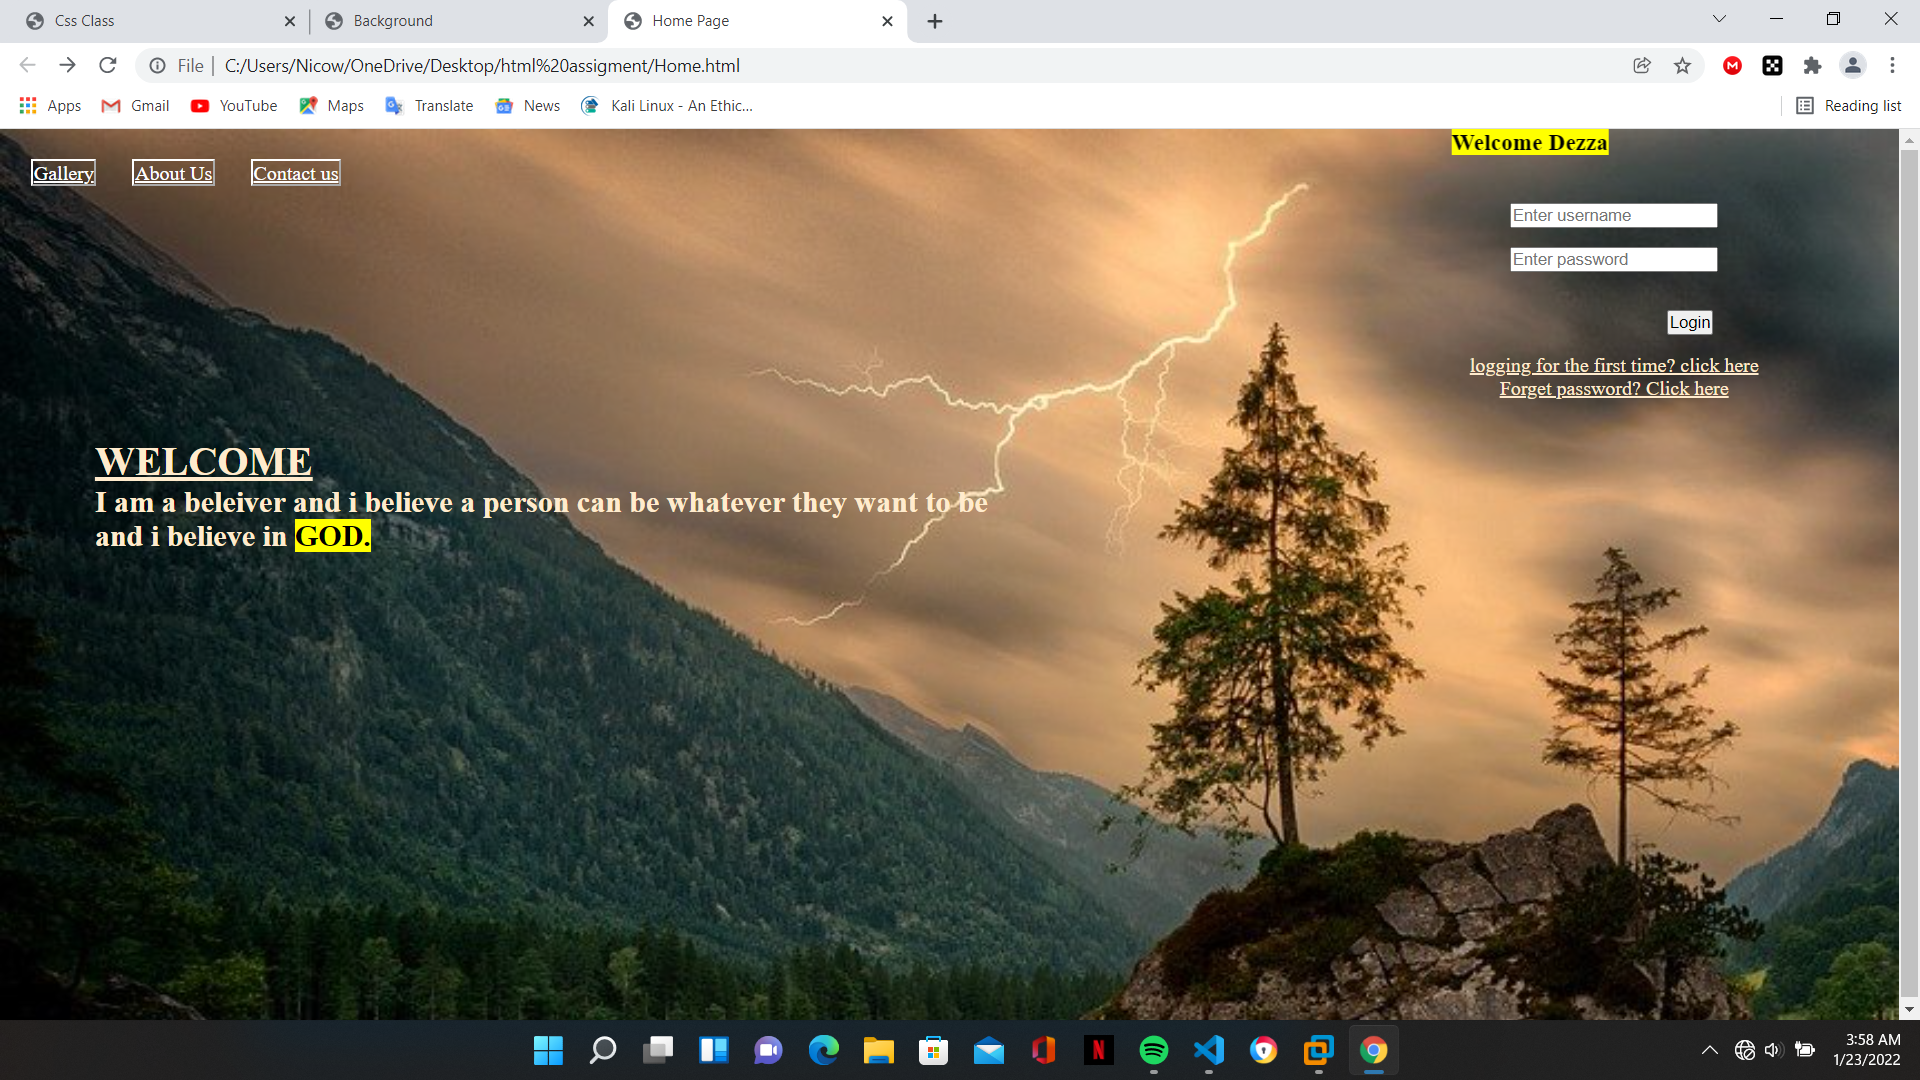 Css Class
Background
Home Page
File
C:/Users/Nicow/OneDrive/Desktop/html%20assigment/Home.html
Apps
Gmail
YouTube
Maps
Translate
News
Kali Linux - An Ethic...
Reading list
Welcome Dezza
Gallery
About Us
Contact us
Enter username
Enter password
Login
logging for the first time? click here
Forget password? Click here
WELCOME
I am a beleiver and i believe a person can be whatever they want to be
and i believe in GOD.
3:58 AM
1/23/2022